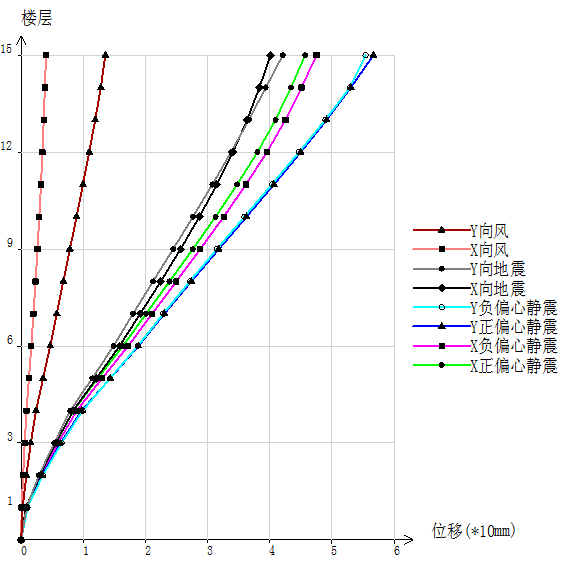 楼层
15
12
9
6
3
1
0 1 2 3 4 5 6
位移(*10mm)
Y向风
X向风
Y向地震
X向地震
Y负偏心静震
Y正偏心静震
X负偏心静震
X正偏心静震